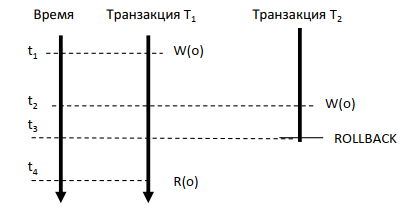 Время Транзакция T₁ Транзакция T₂
t₁ W(o)
t₂ W(o)
t₃ ROLLBACK
t₄ R(o)